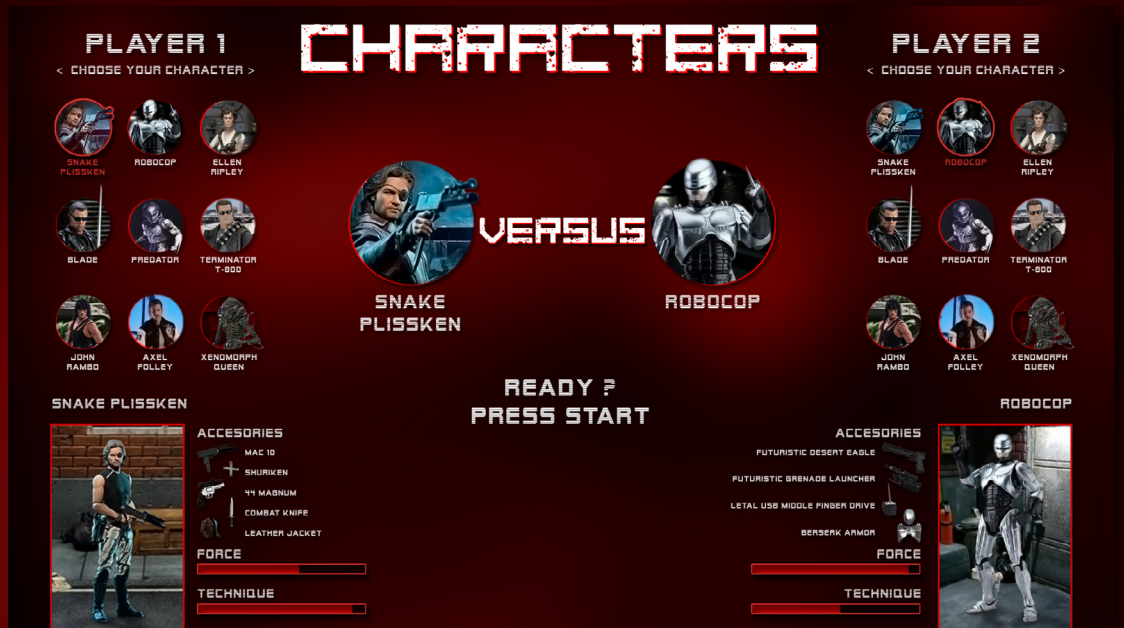 CHARACTERS
PLAYER 1
< CHOOSE YOUR CHARACTER >
SNAKE
PLISSKEN
ROBOCOP
ELLEN
RIPLEY
BLADE
PREDATOR
TERMINATOR
T-800
JOHN
RAMBO
AXEL
FOLLEY
XENOMORPH
QUEEN
SNAKE
PLISSKEN
VERSUS
ROBOCOP
READY ?
PRESS START
PLAYER 2
< CHOOSE YOUR CHARACTER >
SNAKE
PLISSKEN
ROBOCOP
ELLEN
RIPLEY
BLADE
PREDATOR
TERMINATOR
T-800
JOHN
RAMBO
AXEL
FOLLEY
XENOMORPH
QUEEN
SNAKE PLISSKEN
ACCESORIES
MAC 10
SHURIKEN
44 MAGNUM
COMBAT KNIFE
LEATHER JACKET
FORCE
TECHNIQUE
ROBOCOP
ACCESORIES
FUTURISTIC DESERT EAGLE
FUTURISTIC GRENADE LAUNCHER
LETAL USB MIDDLE FINGER DRIVE
BERSERK ARMOR
FORCE
TECHNIQUE